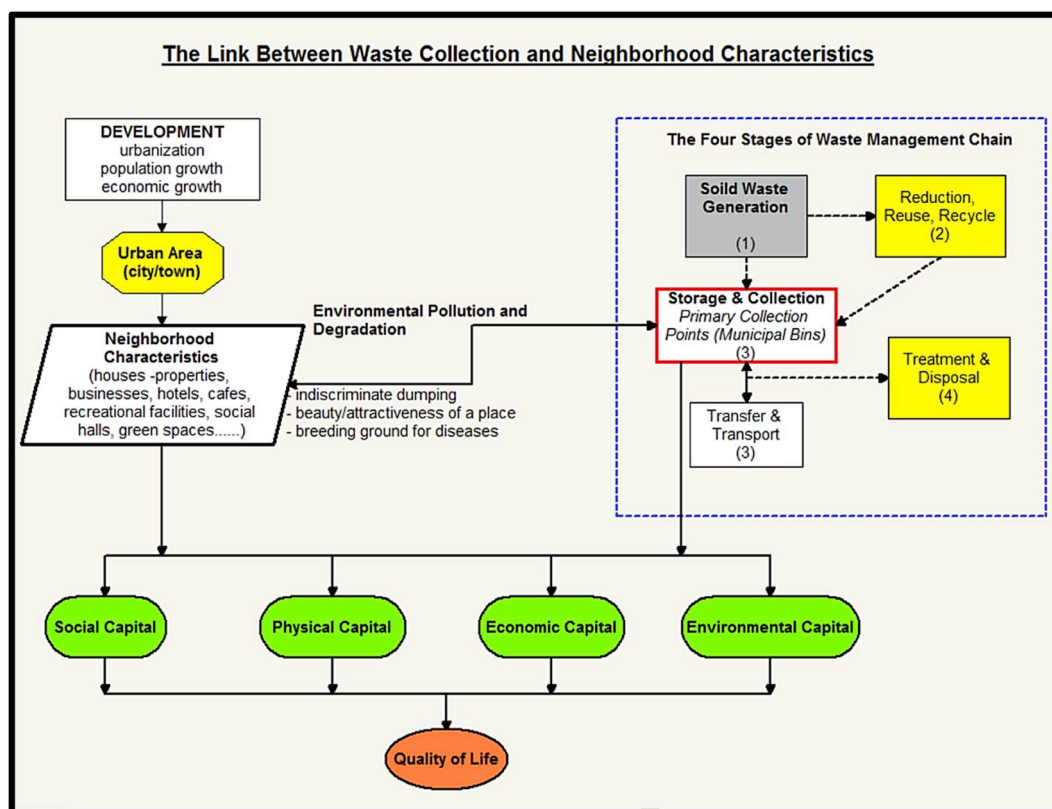 The Link Between Waste Collection and Neighborhood Characteristics
DEVELOPMENT
urbanization
population growth
economic growth
Urban Area
(city/town)
Neighborhood
Characteristics
(houses -properties,
businesses, hotels, cafes,
recreational facilities, social
halls, green spaces......)
Environmental Pollution and
Degradation
- indiscriminate dumping
- beauty/attractiveness of a place
- breeding ground for diseases
The Four Stages of Waste Management Chain
Soild Waste
Generation
(1)
Reduction,
Reuse, Recycle
(2)
Storage & Collection
Primary Collection
Points (Municipal Bins)
(3)
Treatment &
Disposal
(4)
Transfer &
Transport
(3)
Social Capital
Physical Capital
Economic Capital
Environmental Capital
Quality of Life